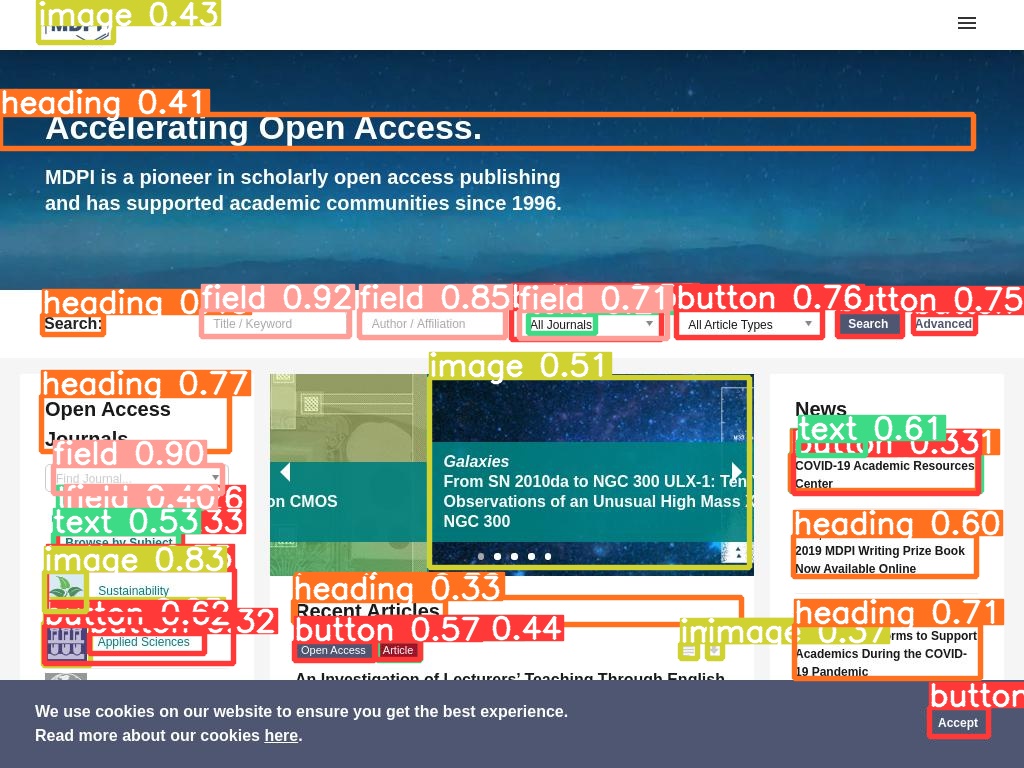 image 0.43
heading 0.41
Accelerating Open Access.
MDPI is a pioneer in scholarly open access publishing
and has supported academic communities since 1996.
heading 0
field 0.92
field 0.85
field 0.71
button 0.76
utton 0.75
Search:
Title / Keyword
Author / Affiliation
All Journals
All Article Types
Search
Advanced
image 0.51
heading 0.77
Open Access
Journals
field 0.90
Find Journal...
text 0.53
33
Browse by Subject
image 0.83
Sustainability
button 0.62
.32
Applied Sciences
on CMOS
Galaxies
From SN 2010da to NGC 300 ULX-1: Ten
Observations of an Unusual High Mass
NGC 300
heading 0.33
Recent Articles
button 0.57
0.44
image 0.37
Open Access
Article
An Investigation of Lecturers' Teaching Through English
News
text 0.61
COVID-19 Academic Resources
Center
heading 0.60
2019 MDPI Writing Prize Book
Now Available Online
heading 0.71
rms to Support
Academics During the COVID-
19 Pandemic
We use cookies on our website to ensure you get the best experience.
Read more about our cookies here.
button
Accept